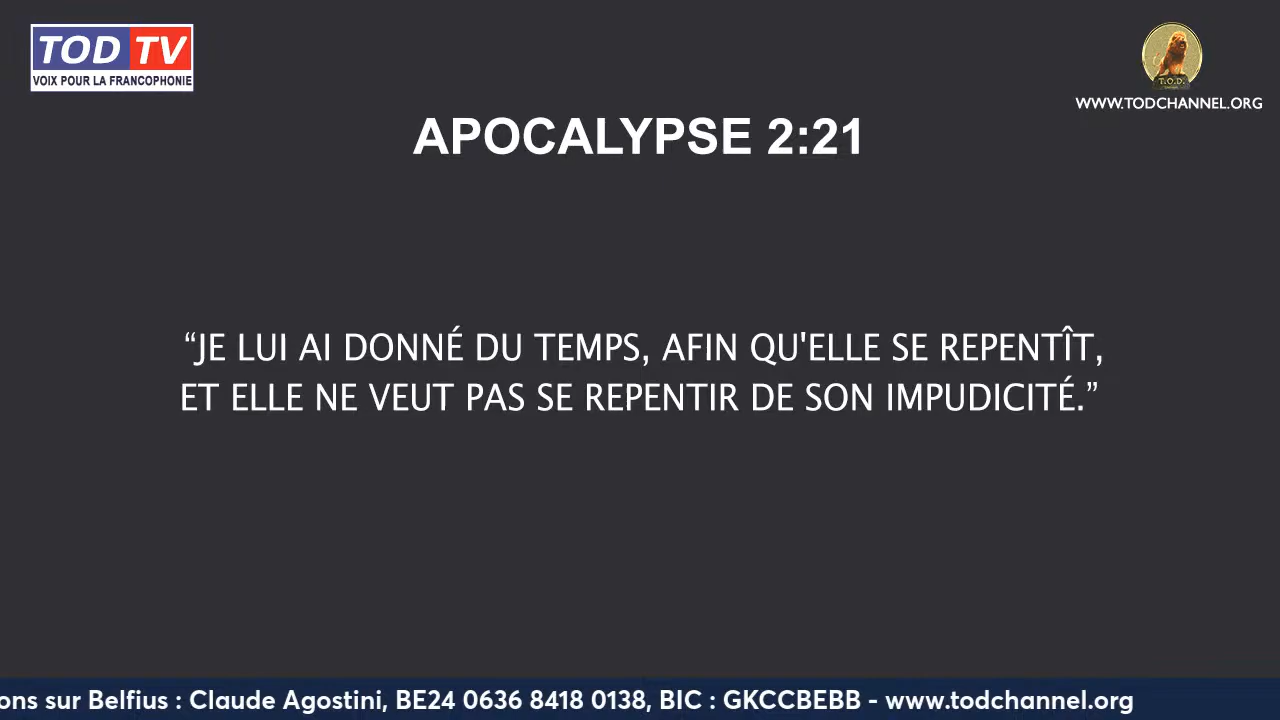 TOD TV
VOIX POUR LA FRANCOPHONIE
T.O.D.
WWW.TODCHANNEL.ORG
APOCALYPSE 2:21
“JE LUI AI DONNÉ DU TEMPS, AFIN QU'ELLE SE REPENTÎT,
ET ELLE NE VEUT PAS SE REPENTIR DE SON IMPUDICITÉ.”
ons sur Belfius : Claude Agostini, BE24 0636 8418 0138, BIC : GKCCBEBB - www.todchannel.org